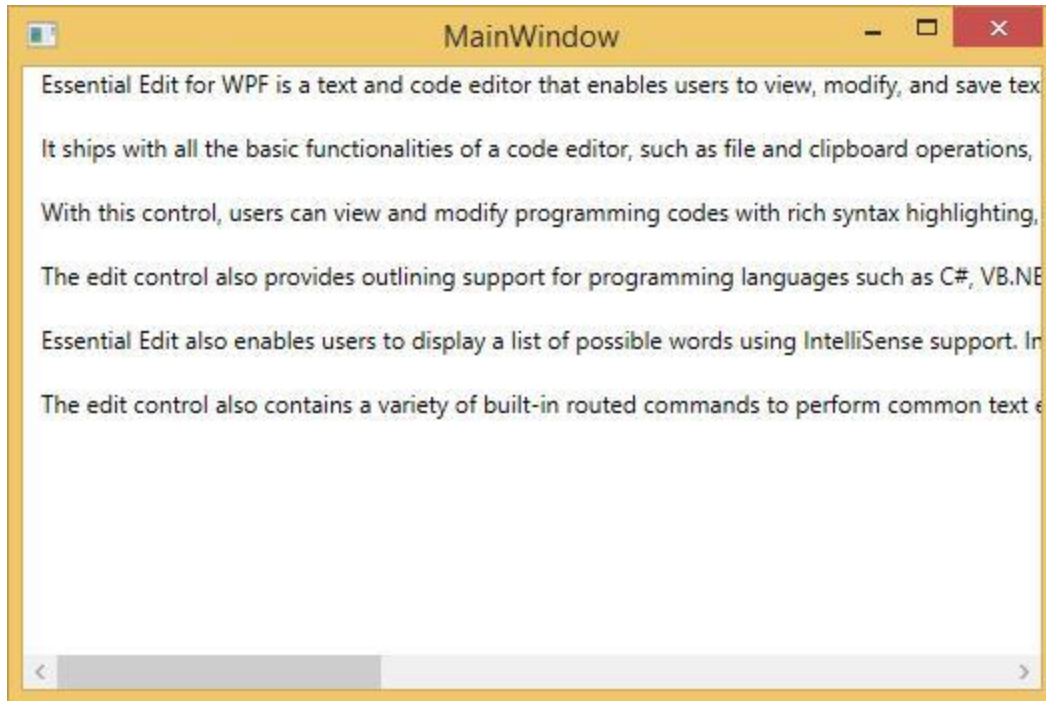 MainWindow
Essential Edit for WPF is a text and code editor that enables users to view, modify, and save tex
It ships with all the basic functionalities of a code editor, such as file and clipboard operations,
With this control, users can view and modify programming codes with rich syntax highlighting,
The edit control also provides outlining support for programming languages such as C#, VB.NE
Essential Edit also enables users to display a list of possible words using IntelliSense support. In
The edit control also contains a variety of built-in routed commands to perform common text e